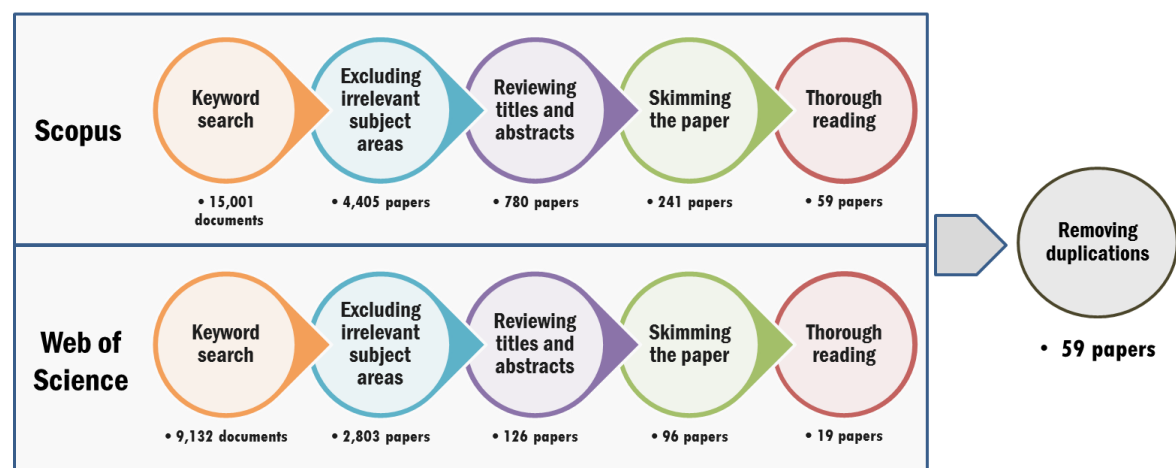 Scopus
Keyword
search
• 15,001
documents
Excluding
irrelevant
subject
areas
• 4,405 papers
Reviewing
titles and
abstracts
• 780 papers
Skimming
the paper
• 241 papers
Thorough
reading
• 59 papers
Web of
Science
Keyword
search
• 9,132 documents
Excluding
irrelevant
subject
areas
• 2,803 papers
Reviewing
titles and
abstracts
• 126 papers
Skimming
the paper
• 96 papers
Thorough
reading
• 19 papers
Removing
duplications
• 59 papers